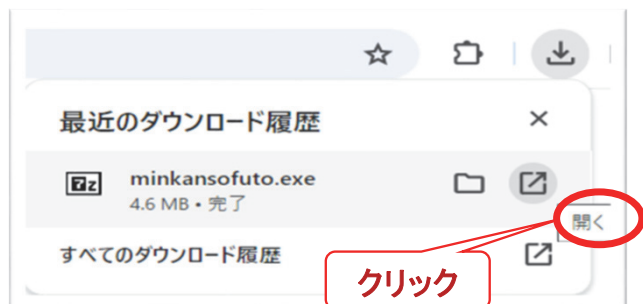 最近のダウンロード履歴
7z
minkansofuto.exe
4.6 MB • 完了
開く
すべてのダウンロード履歴
クリック